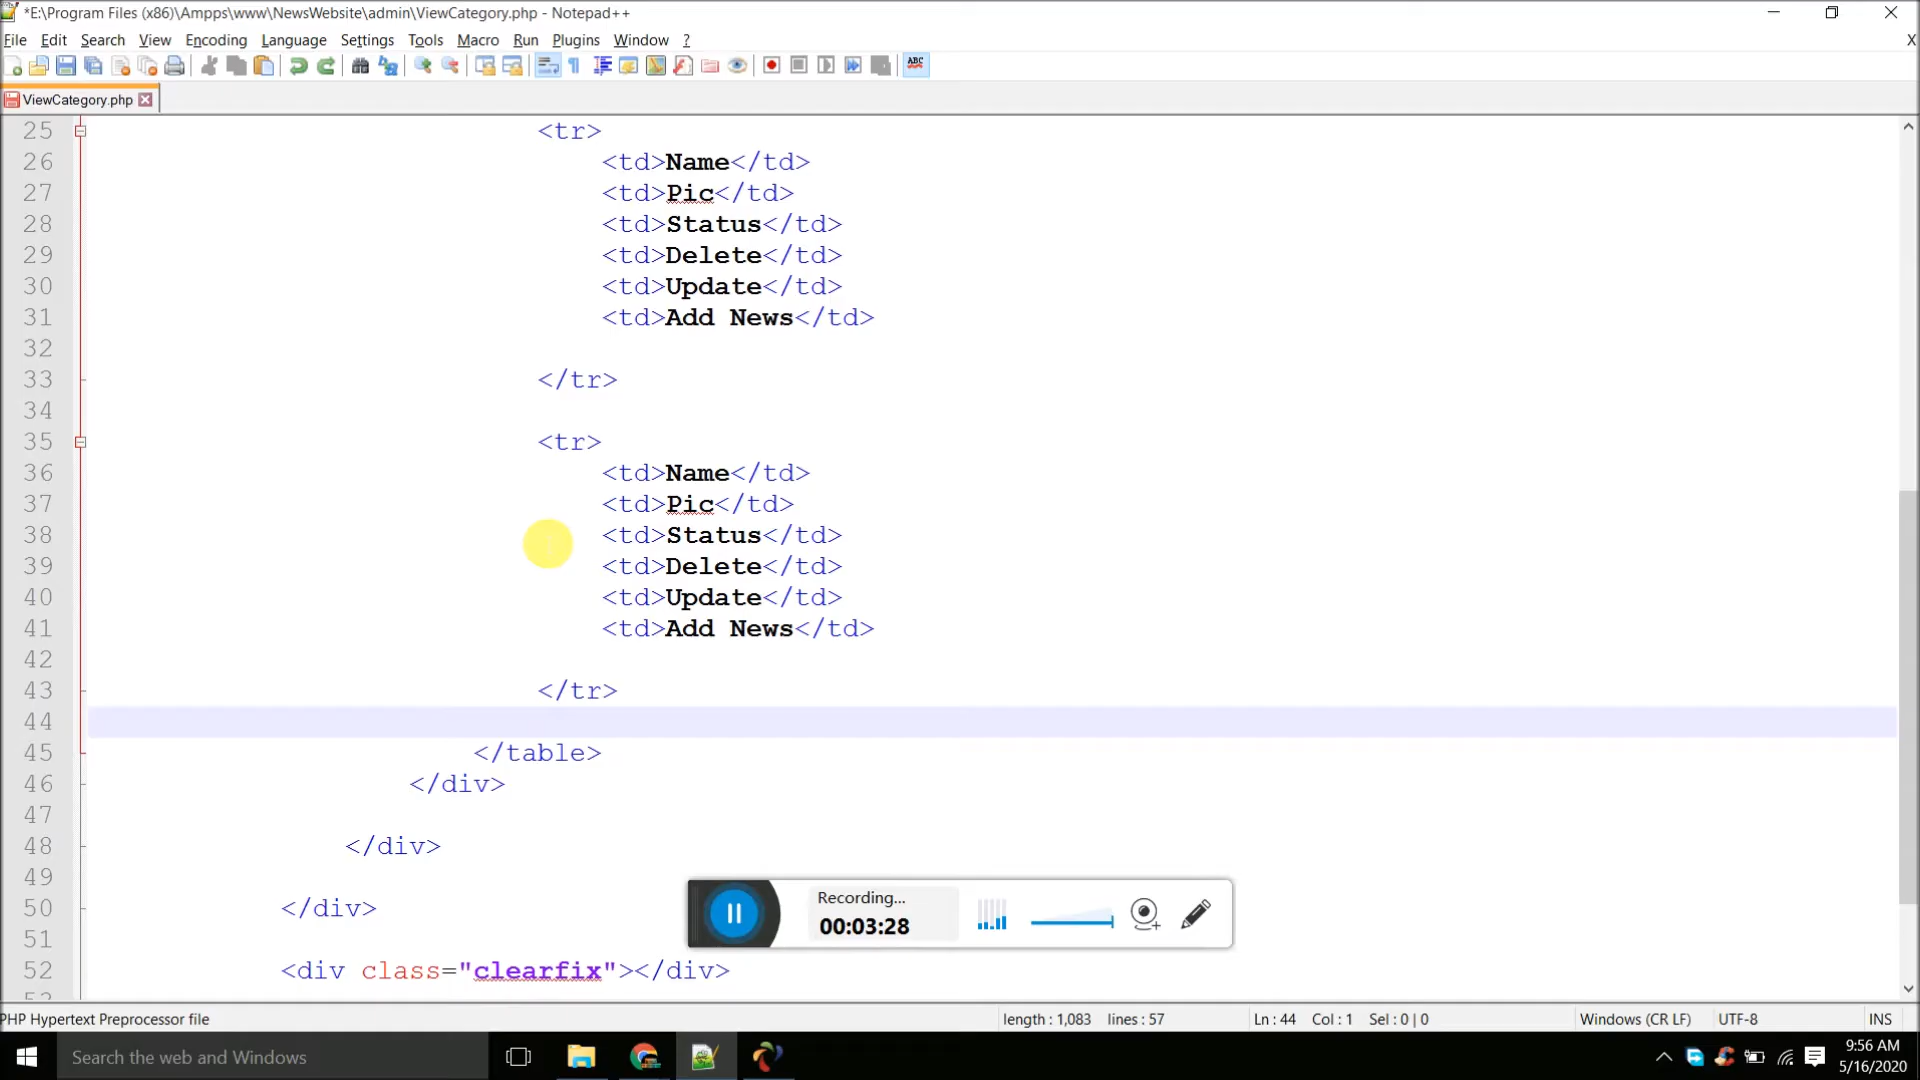 *E:\Program Files (x86)\Ampps\www\NewsWebsite\admin\ViewCategory.php - Notepad++
File Edit Search View Encoding Language Settings Tools Macro Run Plugins Window ? X
ABC
ViewCategory.php
25 <tr>
26 <td>Name</td>
27 <td>Pic</td>
28 <td>Status</td>
29 <td>Delete</td>
30 <td>Update</td>
31 <td>Add News</td>
32
33 </tr>
34
35 <tr>
36 <td>Name</td>
37 <td>Pic</td>
38 <td>Status</td>
39 <td>Delete</td>
40 <td>Update</td>
41 <td>Add News</td>
42
43 </tr>
44
45 </table>
46 </div>
47
48 </div>
49
50 </div>
51
52 <div class="clearfix"></div>
53
Recording...
00:03:28
PHP Hypertext Preprocessor file length : 1,083 lines : 57 Ln : 44 Col : 1 Sel : 0 | 0 Windows (CR LF) UTF-8 INS
Search the web and Windows
9:56 AM
5/16/2020